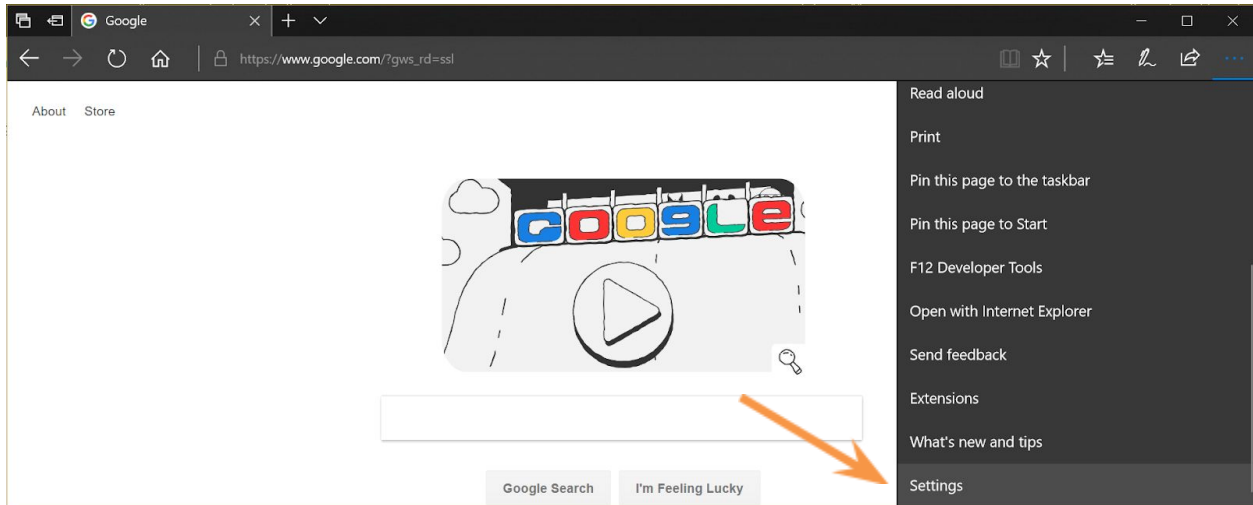 Google
https://www.google.com/?gws_rd=ssl
About Store
GOOGLE
Google Search I'm Feeling Lucky
Read aloud
Print
Pin this page to the taskbar
Pin this page to Start
F12 Developer Tools
Open with Internet Explorer
Send feedback
Extensions
What's new and tips
Settings